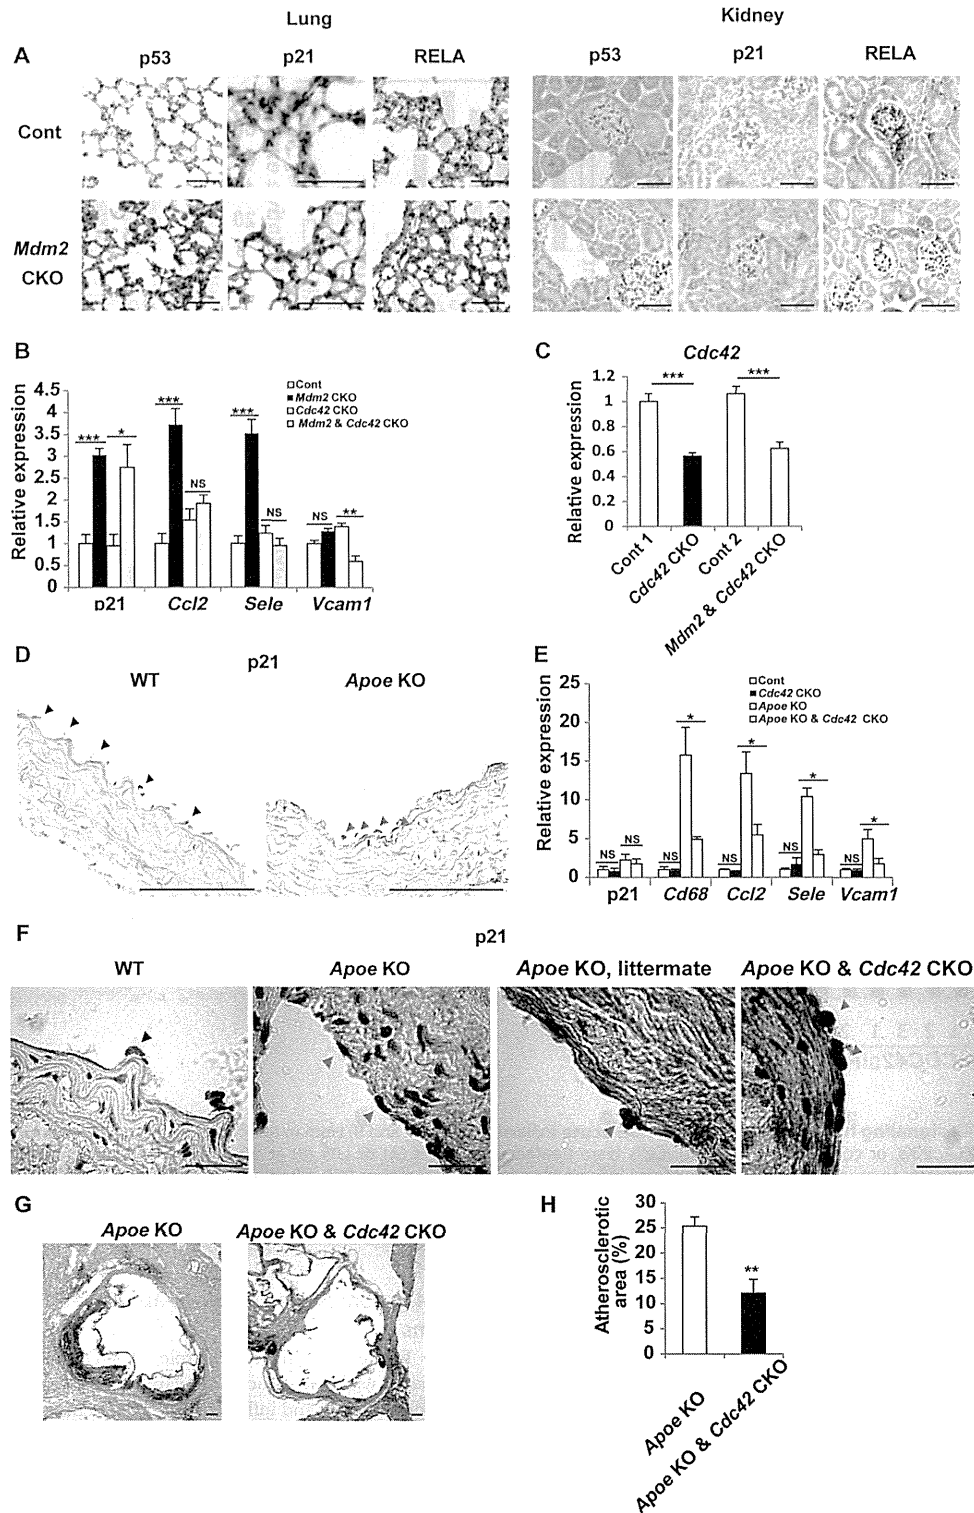 Lung
Kidney
A
p53
p21
RELA
p53
p21
RELA
Cont
Mdm2
CKO
B
Relative expression
4.5
4
3.5
3
2.5
2
1.5
1
0.5
0
***
*
***
NS
***
NS
NS
**
Cont
Mdm2 CKO
Cdc42 CKO
Mdm2 & Cdc42 CKO
p21
Ccl2
Sele
Vcam1
C
Cdc42
Relative expression
1.2
1
0.8
0.6
0.4
0.2
0
***
***
Cont 1
Cdc42 CKO
Cont 2
Mdm2 & Cdc42 CKO
D
p21
WT
Apoe KO
E
Relative expression
25
20
15
10
5
0
Cont
Cdc42 CKO
Apoe KO
Apoe KO & Cdc42 CKO
NS
NS
NS
*
NS
*
NS
*
NS
*
p21
Cd68
Ccl2
Sele
Vcam1
F
p21
WT
Apoe KO
Apoe KO, littermate
Apoe KO & Cdc42 CKO
G
Apoe KO
Apoe KO & Cdc42 CKO
H
Atherosclerotic
area (%)
30
25
20
15
10
5
0
**
Apoe KO
Apoe KO & Cdc42 CKO